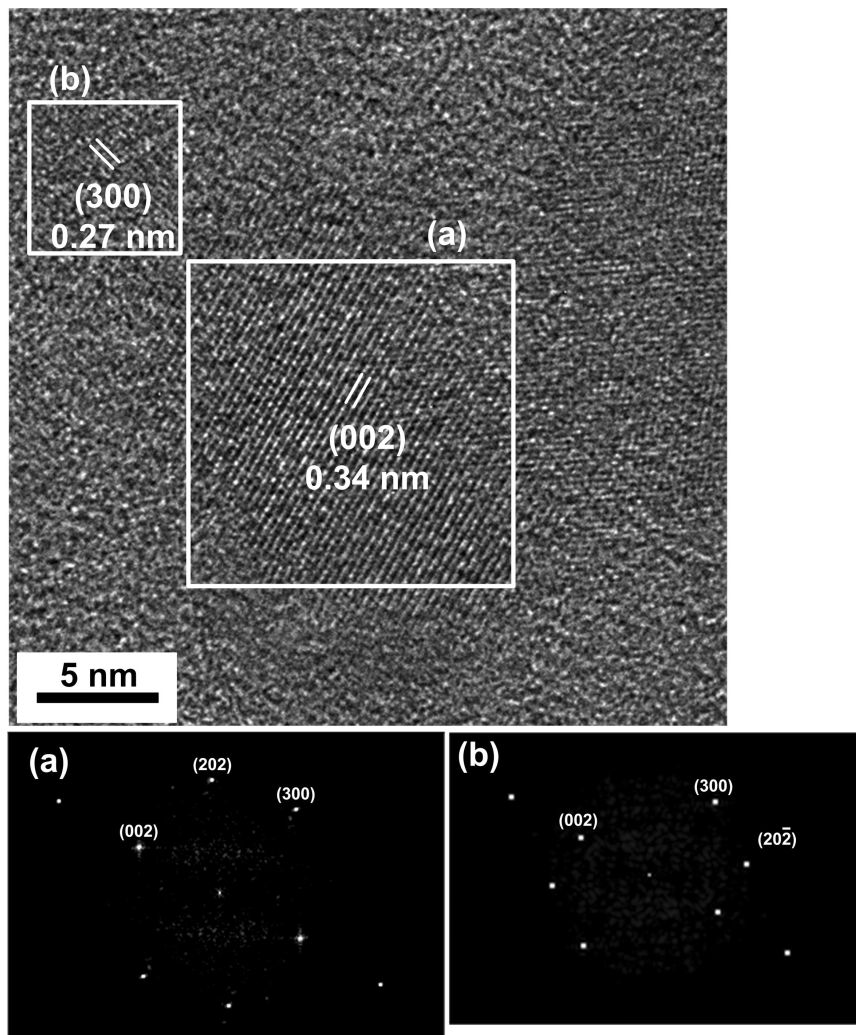 (b)
(300)
0.27 nm
(a)
(002)
0.34 nm
5 nm
(a)
(202)
(300)
(002)
(b)
(300)
(002)
(202̅)